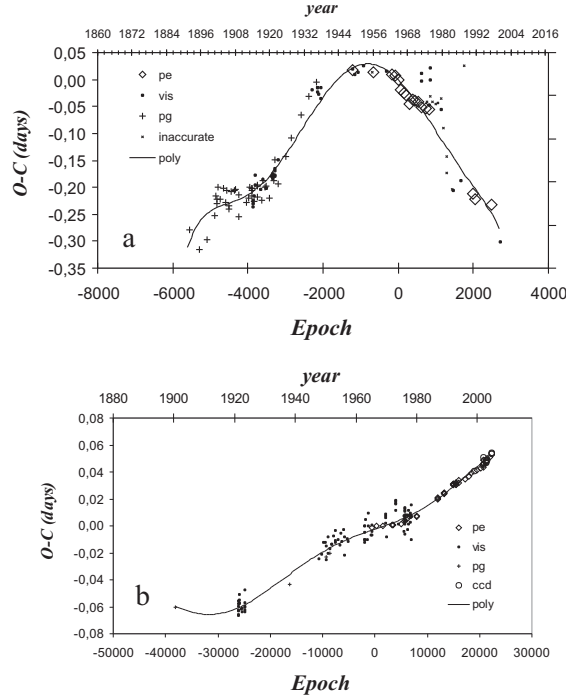 year
1860 1876 1892 1908 1920 1932 1944 1956 1968 1980 1992 2004 2016
0,05
0,00
-0,05
-0,10
-0,15
-0,20
-0,25
-0,30
-0,35
O-C (days)
pe
vis
pg
inaccurate
poly
a
-8000 -6000 -4000 -2000 0 2000 4000
Epoch
year
1880 1900 1920 1940 1960 1980 2000
0,08
0,06
0,04
0,02
0,00
-0,02
-0,04
-0,06
-0,08
O-C (days)
pe
vis
pg
ccd
poly
b
-50000 -40000 -30000 -20000 -10000 0 10000 20000 30000
Epoch